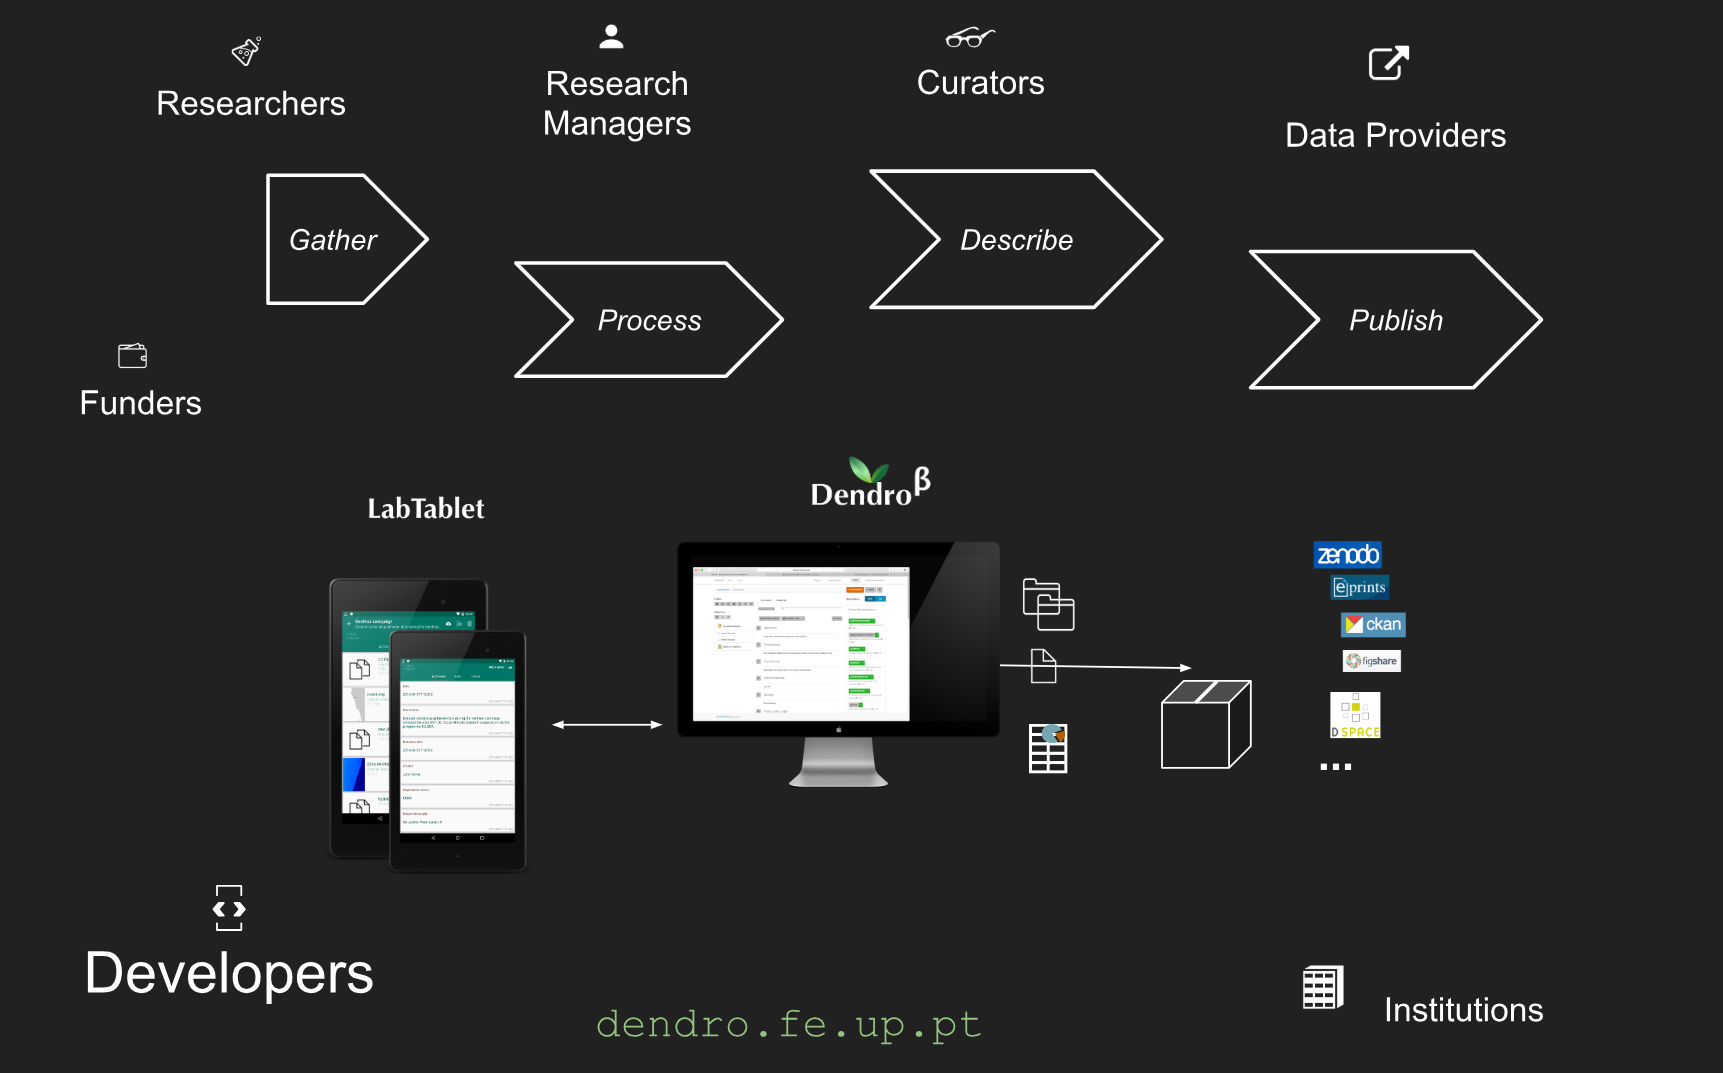 Researchers
Research
Managers
Curators
Data Providers
Gather
Describe
Process
Publish
Funders
LabTablet
Dendro β
zenodo
eprints
ckan
figshare
D SPACE
...
Developers
Institutions
dendro.fe.up.pt